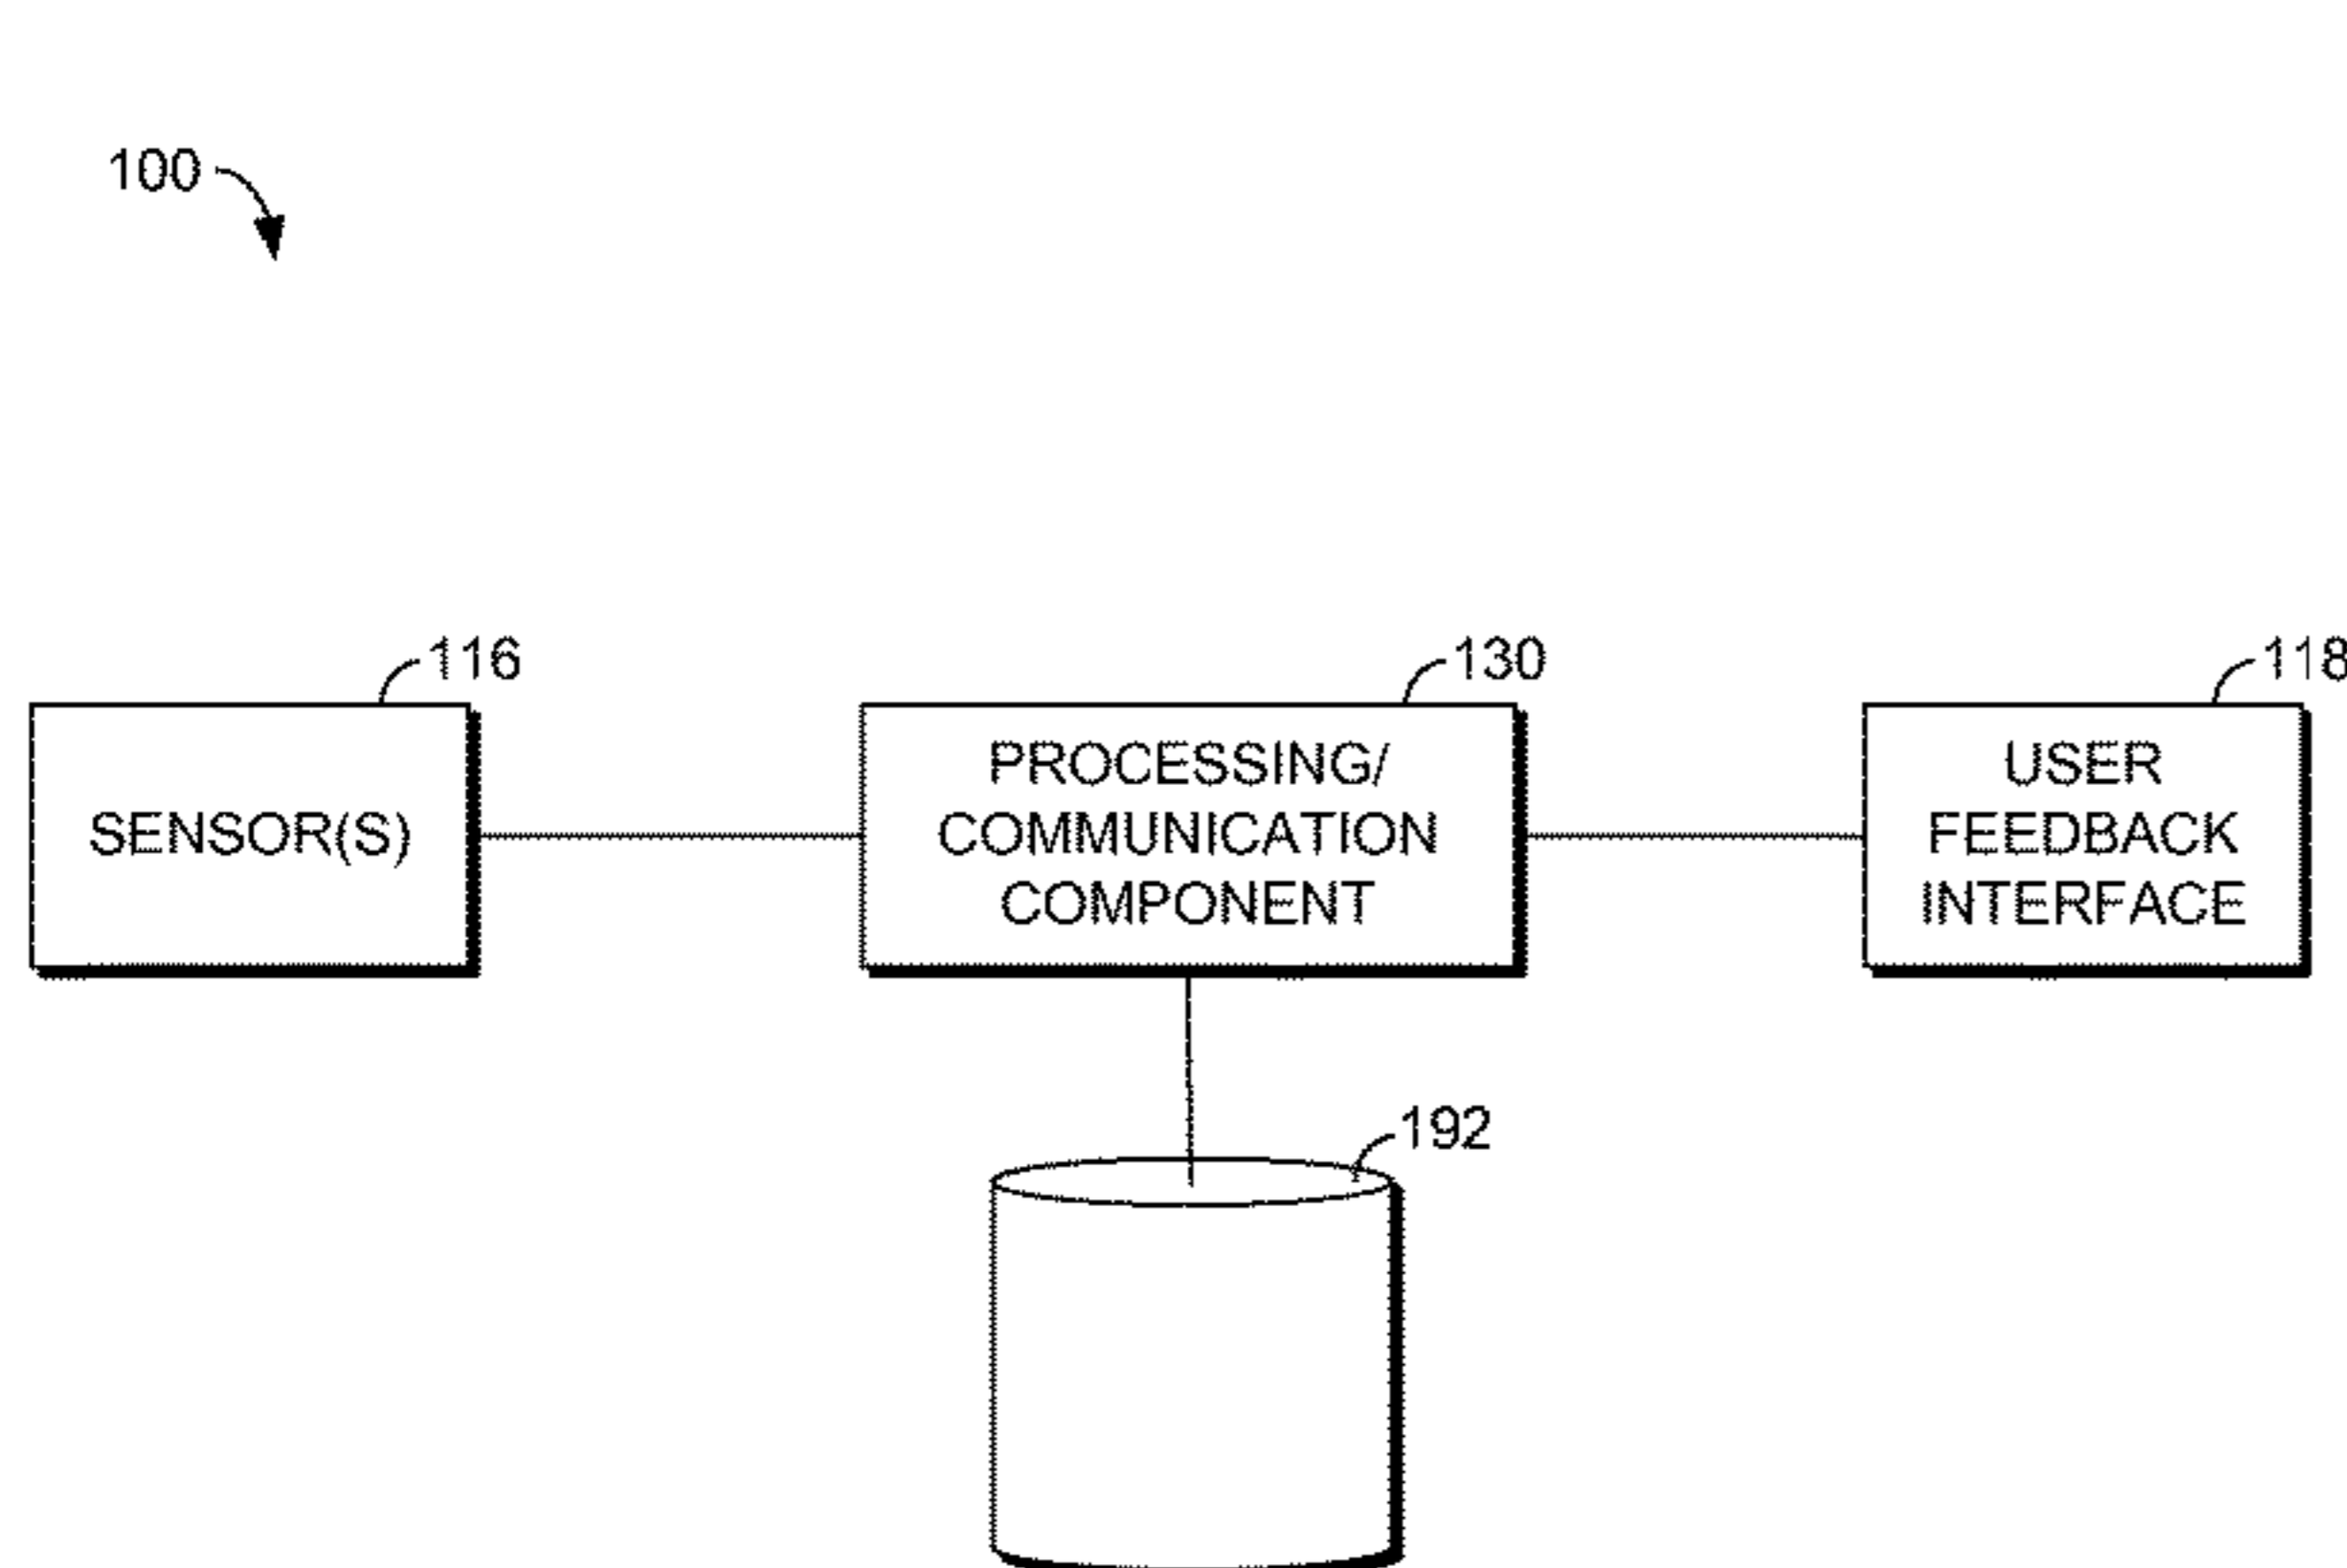 100
116
130
118
SENSOR(S)
PROCESSING/
COMMUNICATION
COMPONENT
USER
FEEDBACK
INTERFACE
192